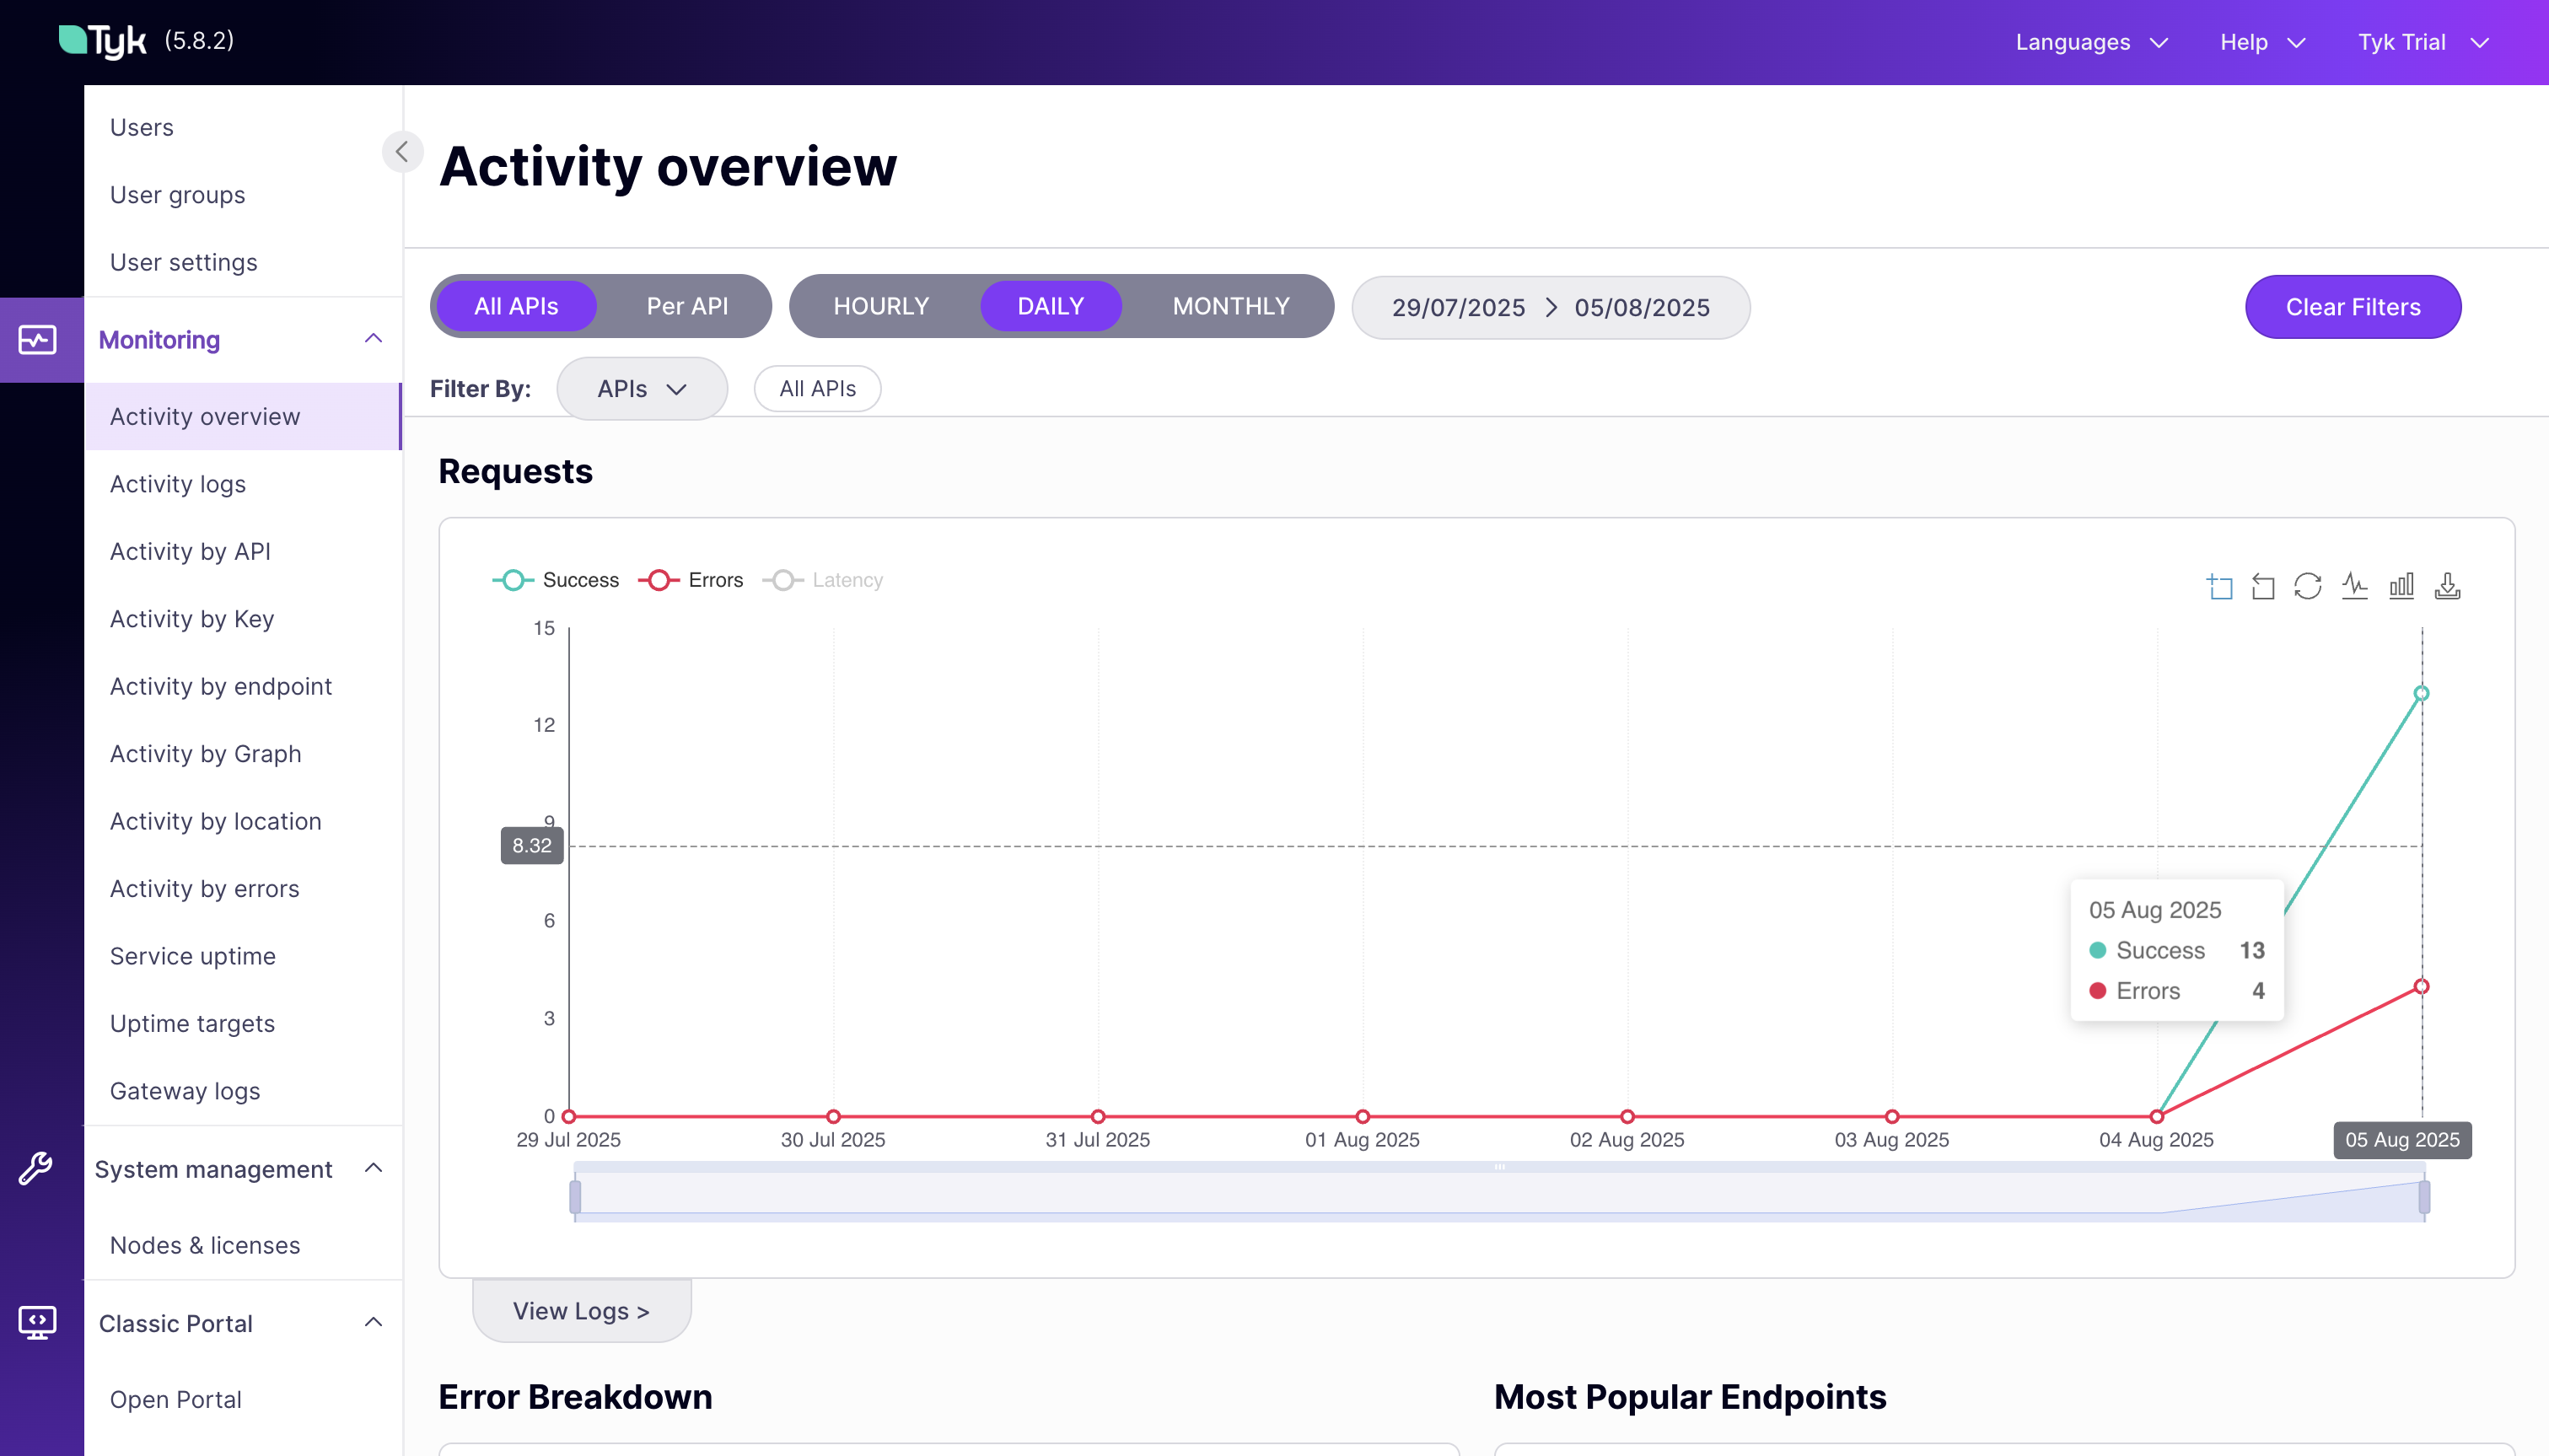 Tyk (5.8.2)
Languages
Help
Tyk Trial
Users
User groups
User settings
Monitoring
Activity overview
Activity logs
Activity by API
Activity by Key
Activity by endpoint
Activity by Graph
Activity by location
Activity by errors
Service uptime
Uptime targets
Gateway logs
System management
Nodes & licenses
Classic Portal
Open Portal
Activity overview
All APIs Per API
HOURLY DAILY MONTHLY
29/07/2025 05/08/2025
Clear Filters
Filter By: APIs All APIs
Requests
Success Errors Latency
15
12
9
8.32
6
3
0
05 Aug 2025
Success 13
Errors 4
29 Jul 2025 30 Jul 2025 31 Jul 2025 01 Aug 2025 02 Aug 2025 03 Aug 2025 04 Aug 2025 05 Aug 2025
View Logs >
Error Breakdown
Most Popular Endpoints